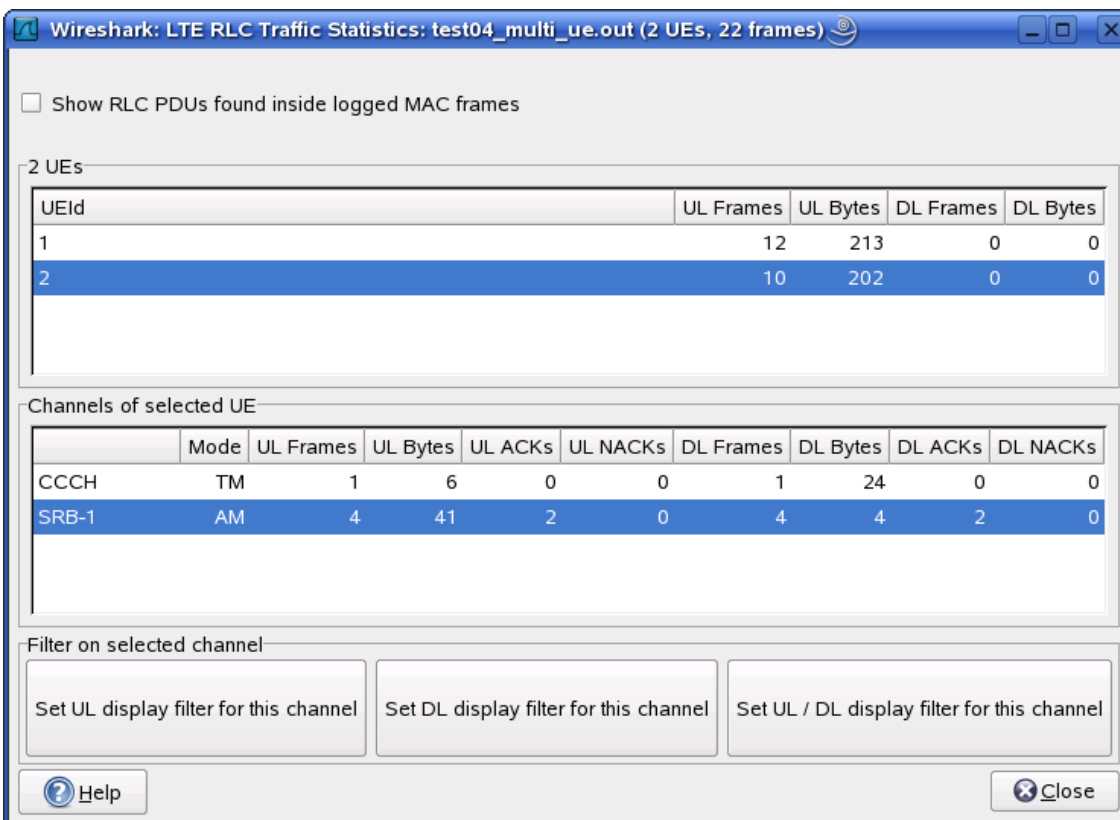 Wireshark: LTE RLC Traffic Statistics: test04_multi_ue.out (2 UEs, 22 frames)
Show RLC PDUs found inside logged MAC frames
2 UEs
UEId UL Frames UL Bytes DL Frames DL Bytes
1 12 213 0 0
2 10 202 0 0
Channels of selected UE
Mode UL Frames UL Bytes UL ACKs UL NACKs DL Frames DL Bytes DL ACKs DL NACKs
CCCH TM 1 6 0 0 1 24 0 0
SRB-1 AM 4 41 2 0 4 4 2 0
Filter on selected channel
Set UL display filter for this channel Set DL display filter for this channel Set UL / DL display filter for this channel
Help Close